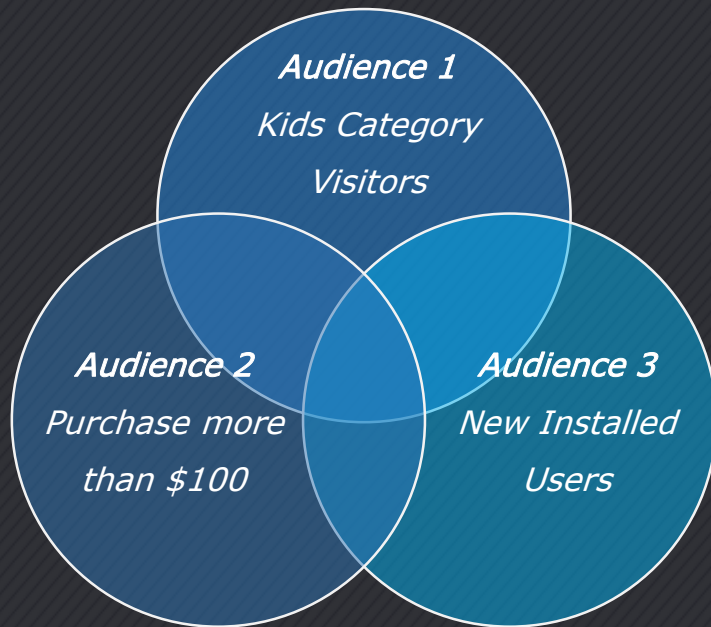 Audience 1
Kids Category
Visitors
Audience 2
Purchase more
than $100
Audience 3
New Installed
Users